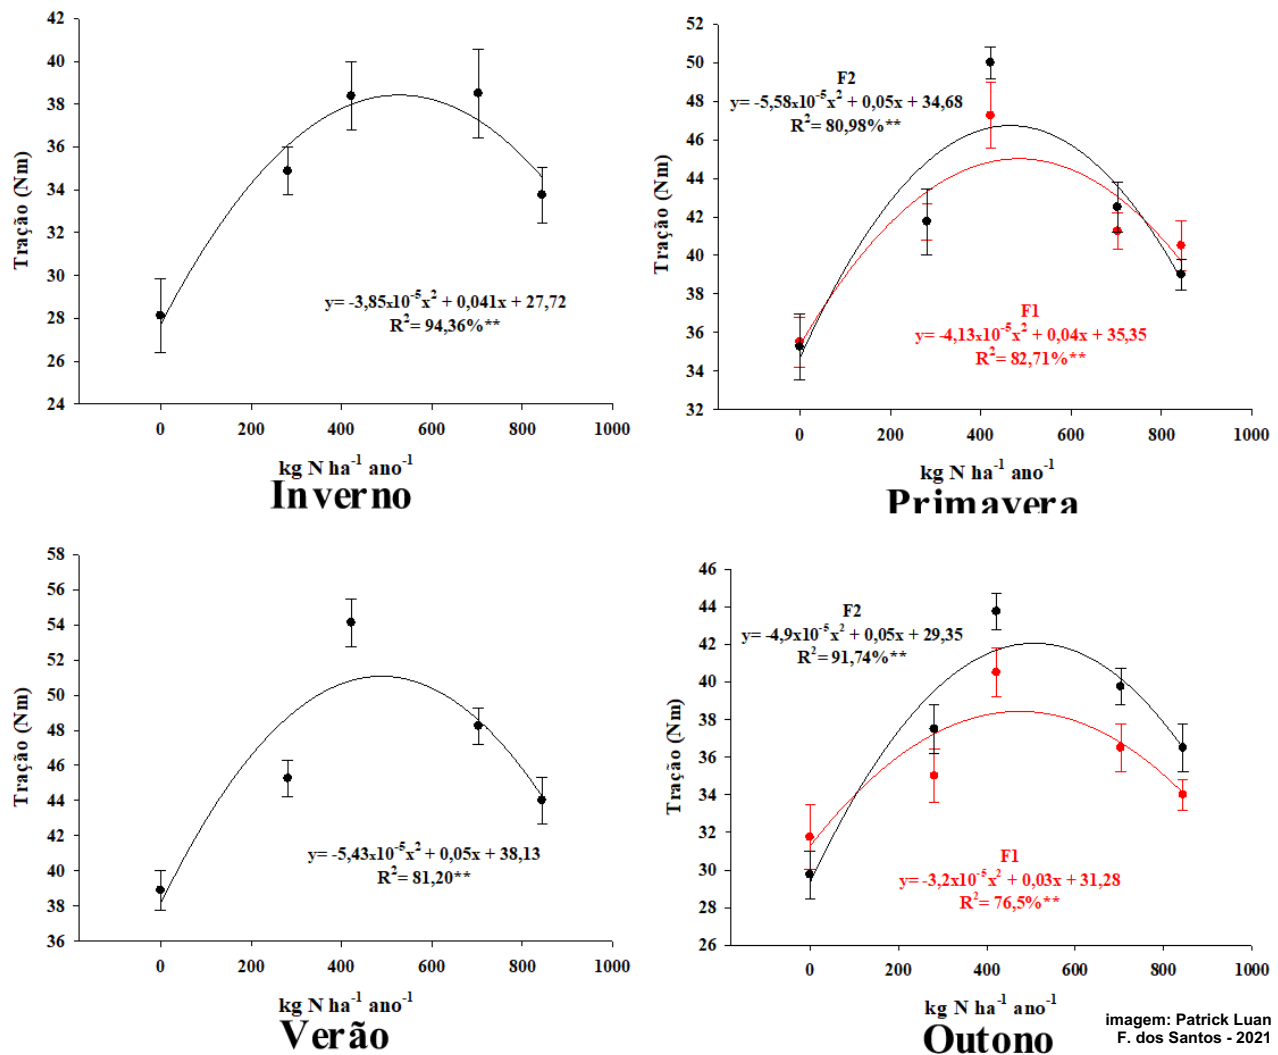 42
40
38
36
34
32
30
28
26
24
Tração (Nm)
y= -3,85x10⁻⁵x² + 0,041x + 27,72
R²= 94,36%**
0 200 400 600 800 1000
kg N ha⁻¹ ano⁻¹
Inverno
52
50
48
46
44
42
40
38
36
34
32
Tração (Nm)
F2
y= -5,58x10⁻⁵x² + 0,05x + 34,68
R²= 80,98%**
F1
y= -4,13x10⁻⁵x² + 0,04x + 35,35
R²= 82,71%**
0 200 400 600 800 1000
kg N ha⁻¹ ano⁻¹
Primavera
58
56
54
52
50
48
46
44
42
40
38
36
Tração (Nm)
y= -5,43x10⁻⁵x² + 0,05x + 38,13
R²= 81,20**
0 200 400 600 800 1000
kg N ha⁻¹ ano⁻¹
Verão
46
44
42
40
38
36
34
32
30
28
26
Tração (Nm)
F2
y= -4,9x10⁻⁵x² + 0,05x + 29,35
R²= 91,74%**
F1
y= -3,2x10⁻⁵x² + 0,03x + 31,28
R²= 76,5%**
0 200 400 600 800 1000
kg N ha⁻¹ ano⁻¹
Outono
imagem: Patrick Luan
F. dos Santos - 2021